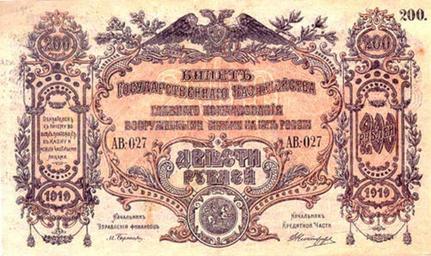 200.
200
200
БИЛЕТЪ
ГОСУДАРСТВЕННАГО КАЗНАЧЕЙСТВА
ГЛАВНАГО КОМАНДОВАНІЯ
ВООРУЖЕННЫМИ СИЛАМИ НА ЮГѢ РОССІИ
АВ-027
АВ-027
ДВѢСТИ
РУБЛЕЙ
200
1919
1919
НАЧАЛЬНИКЪ
УПРАВЛЕНІЯ ФИНАНСОВЪ
НАЧАЛЬНИКЪ
КРЕДИТНОЙ ЧАСТИ